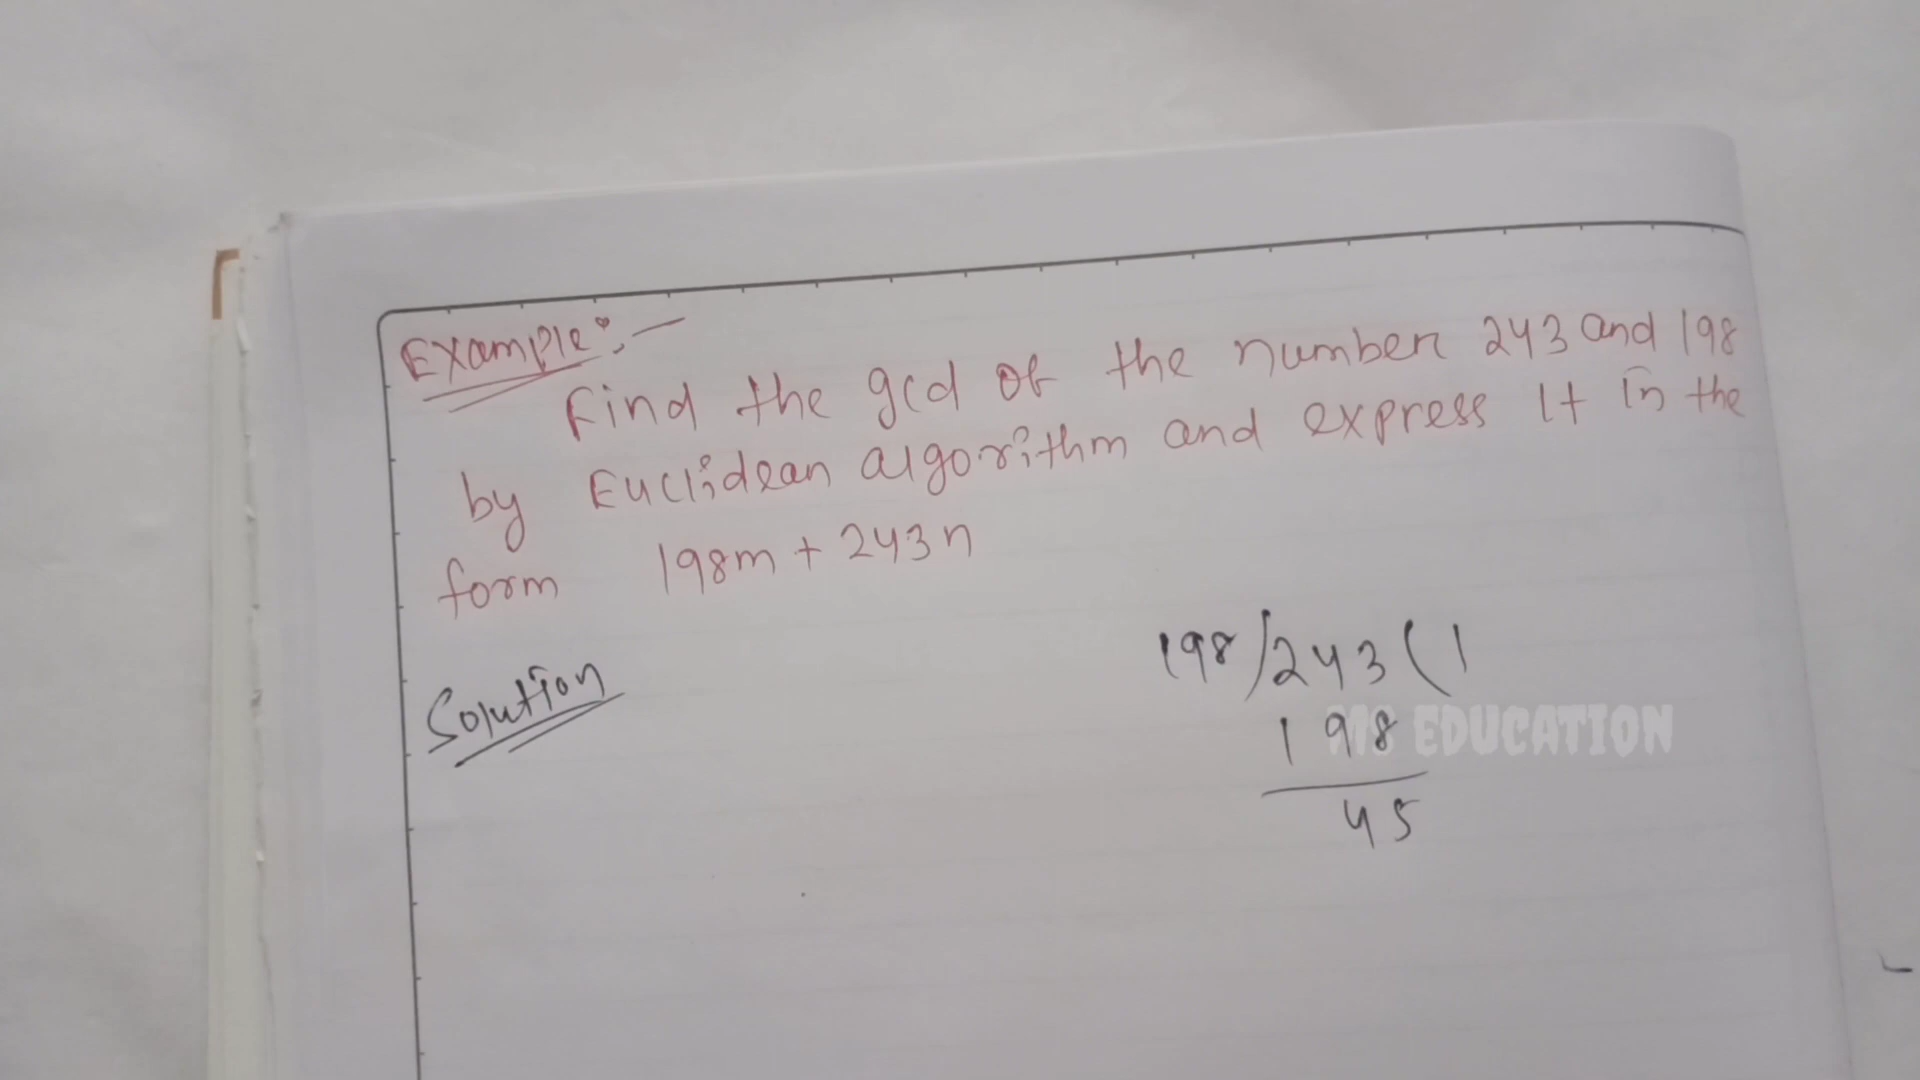 Example:-
Find the gcd of the number 243 and 198
by Euclidean algorithm and express it in the
form 198m + 243n
Solution
198)243(1
198
45
MS EDUCATION